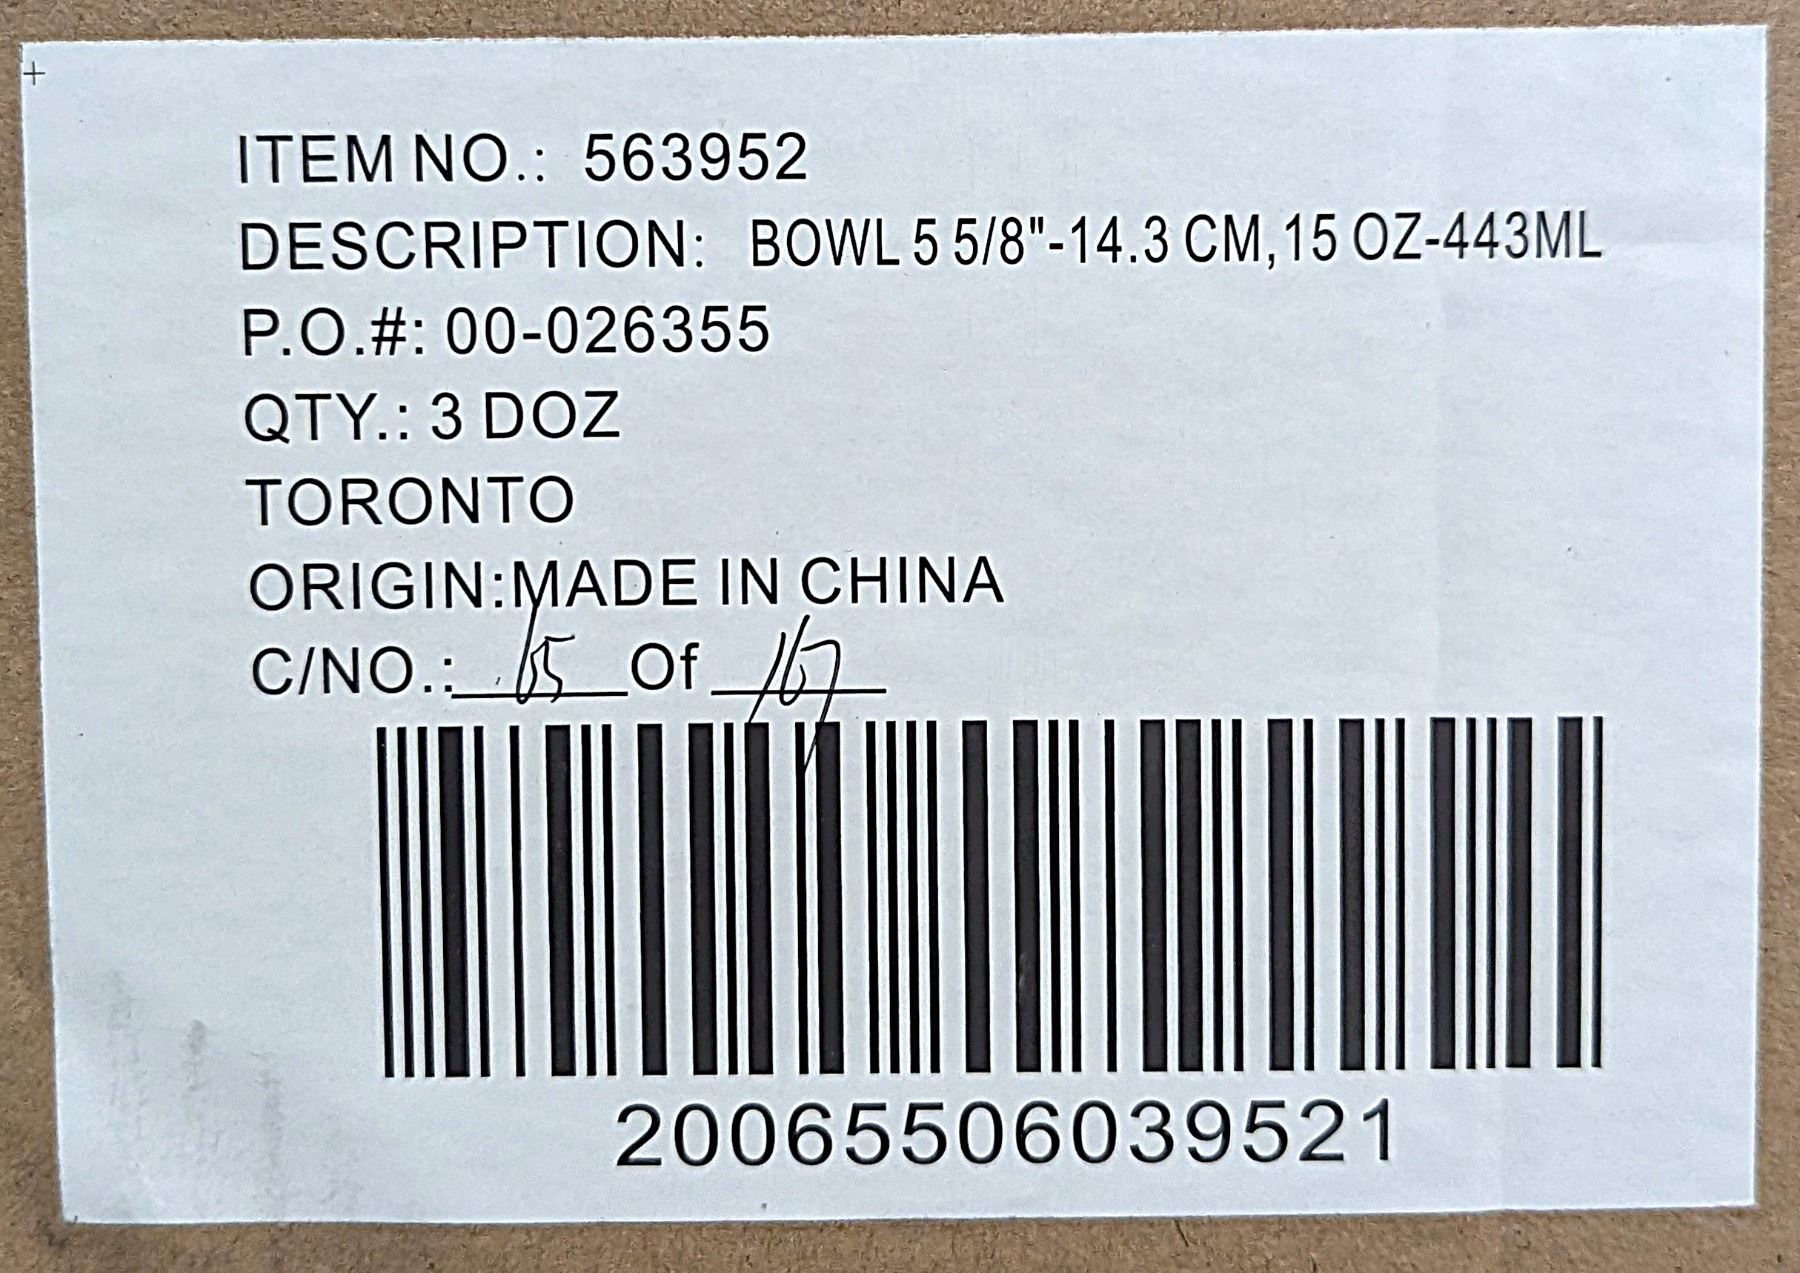 ITEM NO.: 563952
DESCRIPTION: BOWL 5 5/8"-14.3 CM,15 OZ-443ML
P.O.#: 00-026355
QTY.: 3 DOZ
TORONTO
ORIGIN:MADE IN CHINA
C/NO.: 65 Of 167
20065506039521